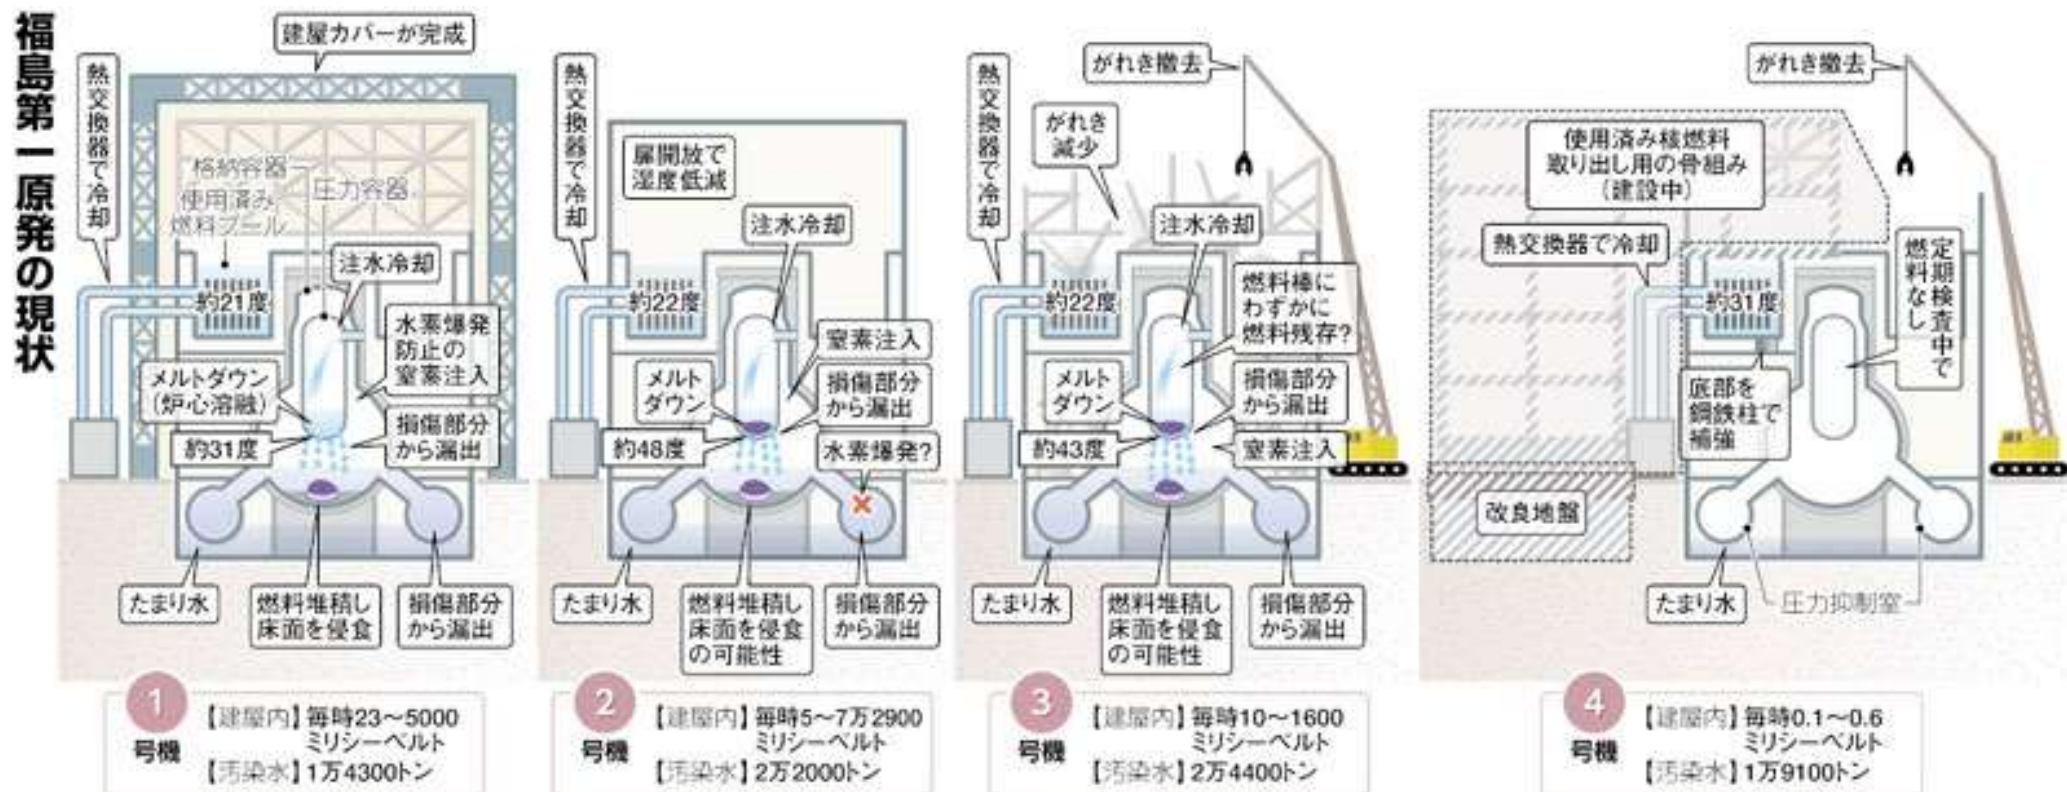 福島第一原発の現状
建屋カバーが完成
熱交換器で冷却
格納容器
使用済み
燃料プール
圧力容器
注水冷却
約21度
水素爆発
防止の
窒素注入
メルトダウン
(炉心溶融)
約31度
損傷部分
から漏出
たまり水
燃料堆積し
床面を侵食
損傷部分
から漏出
1
号機
【建屋内】毎時23～5000
ミリシーベルト
【汚染水】1万4300トン
熱交換器で冷却
扉開放で
湿度低減
注水冷却
約22度
窒素注入
メルト
ダウン
損傷部分
から漏出
約48度
水素爆発?
たまり水
燃料堆積し
床面を侵食
の可能性
損傷部分
から漏出
2
号機
【建屋内】毎時5～7万2900
ミリシーベルト
【汚染水】2万2000トン
熱交換器で冷却
がれき撤去
がれき
減少
注水冷却
約22度
燃料棒に
わずかに
燃料残存?
メルト
ダウン
損傷部分
から漏出
約43度
窒素注入
たまり水
燃料堆積し
床面を侵食
の可能性
損傷部分
から漏出
3
号機
【建屋内】毎時10～1600
ミリシーベルト
【汚染水】2万4400トン
がれき撤去
使用済み核燃料
取り出し用の骨組み
(建設中)
熱交換器で冷却
約31度
定期検査中で
燃料なし
底部を
鋼鉄柱で
補強
改良地盤
たまり水
圧力抑制室
4
号機
【建屋内】毎時0.1～0.6
ミリシーベルト
【汚染水】1万9100トン